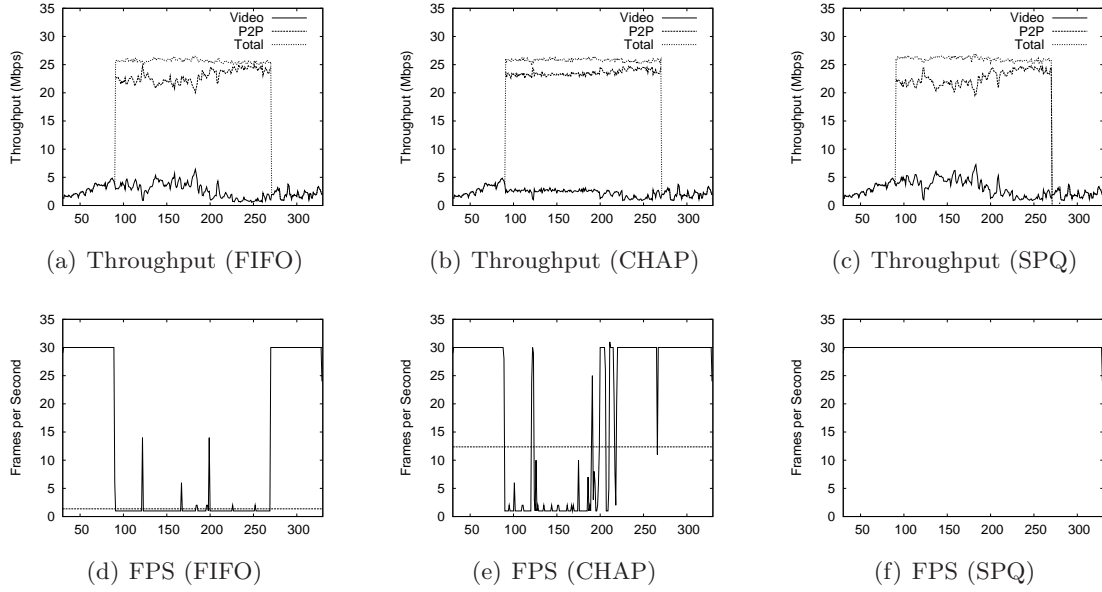 Throughput (Mbps)
35
30
25
20
15
10
5
0
50 100 150 200 250 300
Video
P2P
Total
(a) Throughput (FIFO)
Throughput (Mbps)
35
30
25
20
15
10
5
0
50 100 150 200 250 300
Video
P2P
Total
(b) Throughput (CHAP)
Throughput (Mbps)
35
30
25
20
15
10
5
0
50 100 150 200 250 300
Video
P2P
Total
(c) Throughput (SPQ)
Frames per Second
35
30
25
20
15
10
5
0
50 100 150 200 250 300
(d) FPS (FIFO)
Frames per Second
35
30
25
20
15
10
5
0
50 100 150 200 250 300
(e) FPS (CHAP)
Frames per Second
35
30
25
20
15
10
5
0
50 100 150 200 250 300
(f) FPS (SPQ)